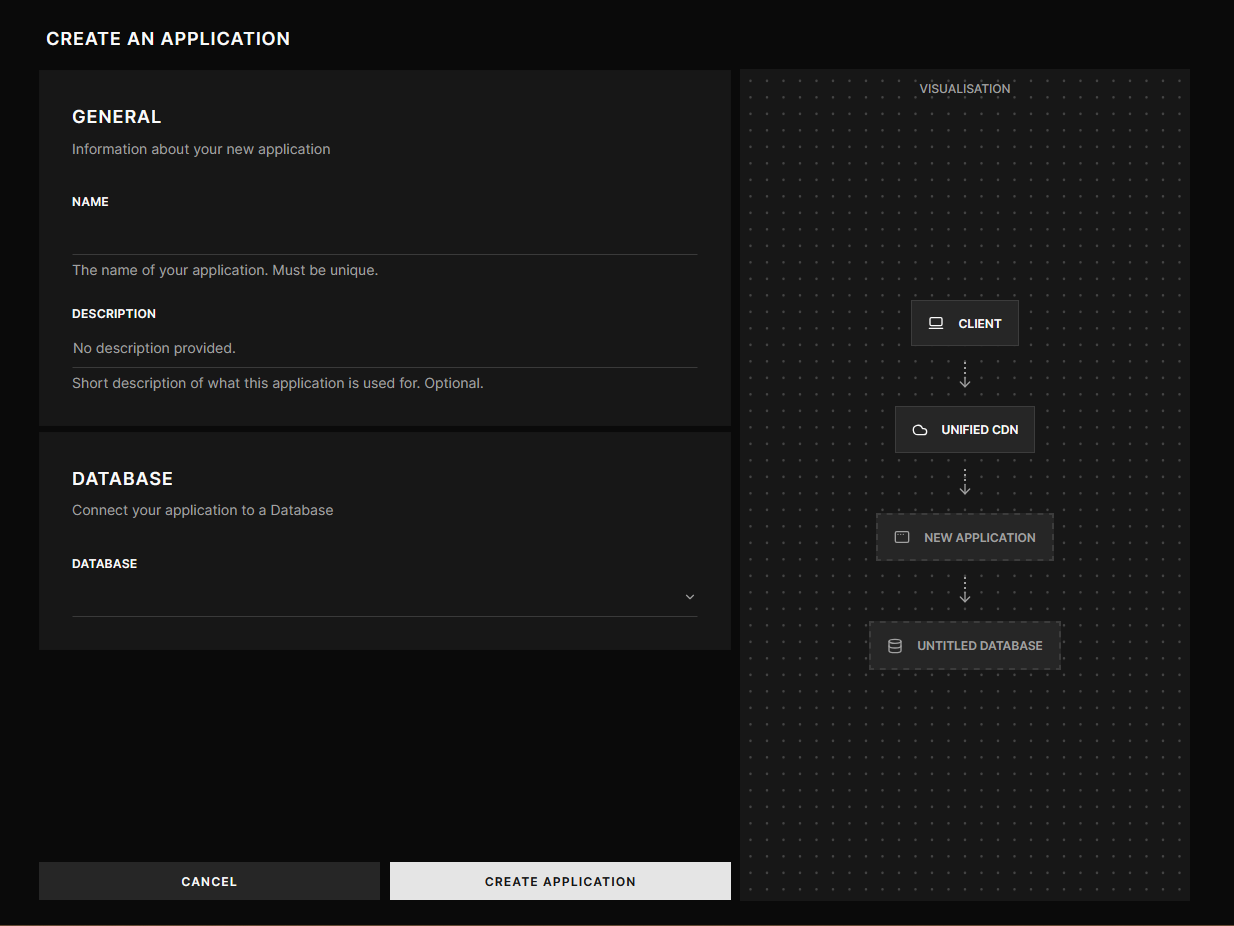 CREATE AN APPLICATION
GENERAL
Information about your new application
NAME
The name of your application. Must be unique.
DESCRIPTION
No description provided.
Short description of what this application is used for. Optional.
DATABASE
Connect your application to a Database
DATABASE
CANCEL
CREATE APPLICATION
VISUALISATION
CLIENT
UNIFIED CDN
NEW APPLICATION
UNTITLED DATABASE